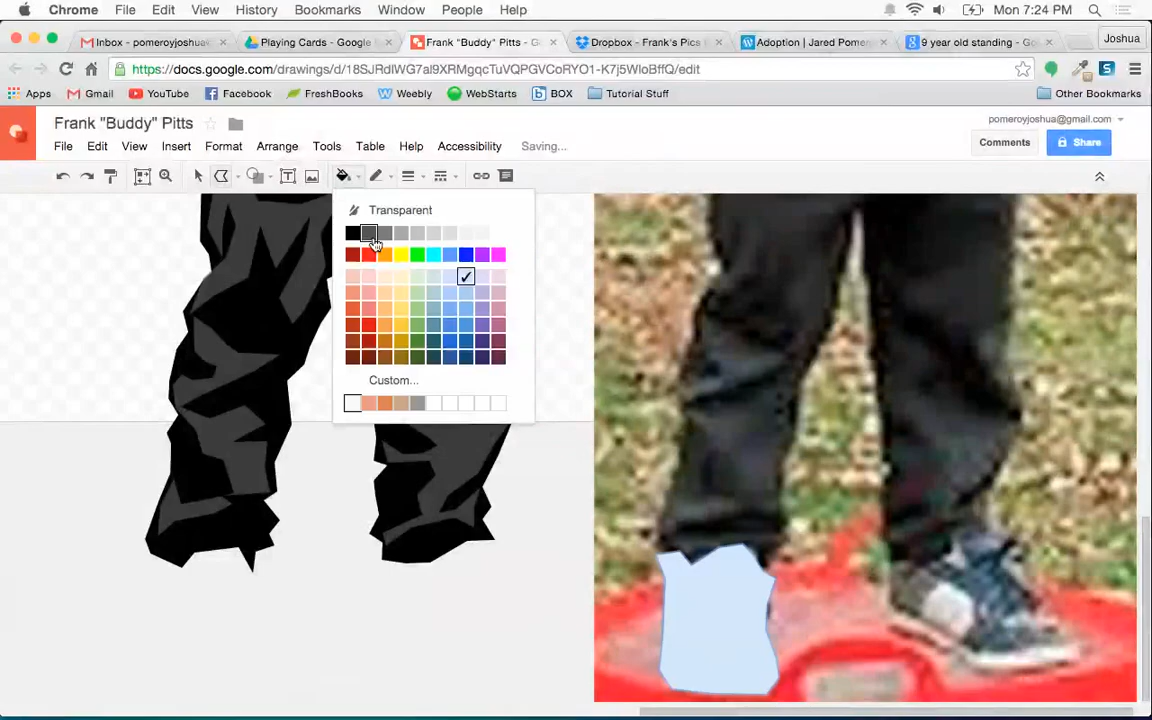 Chrome File Edit View History Bookmarks Window People Help Mon 7:24 PM
Inbox - pomeroyjoshua@ Playing Cards - Google Frank "Buddy" Pitts - G Dropbox - Frank's Pics Adoption | Jared Pomer 9 year old standing - Go Joshua
https://docs.google.com/drawings/d/18SJRdlWG7al9XRMgqcTuVQPGVCoRYO1-K7j5WloBffQ/edit
Apps Gmail YouTube Facebook FreshBooks Weebly WebStarts BOX Tutorial Stuff Other Bookmarks
Frank "Buddy" Pitts pomeroyjoshua@gmail.com
File Edit View Insert Format Arrange Tools Table Help Accessibility Saving... Comments Share
Transparent
Custom...